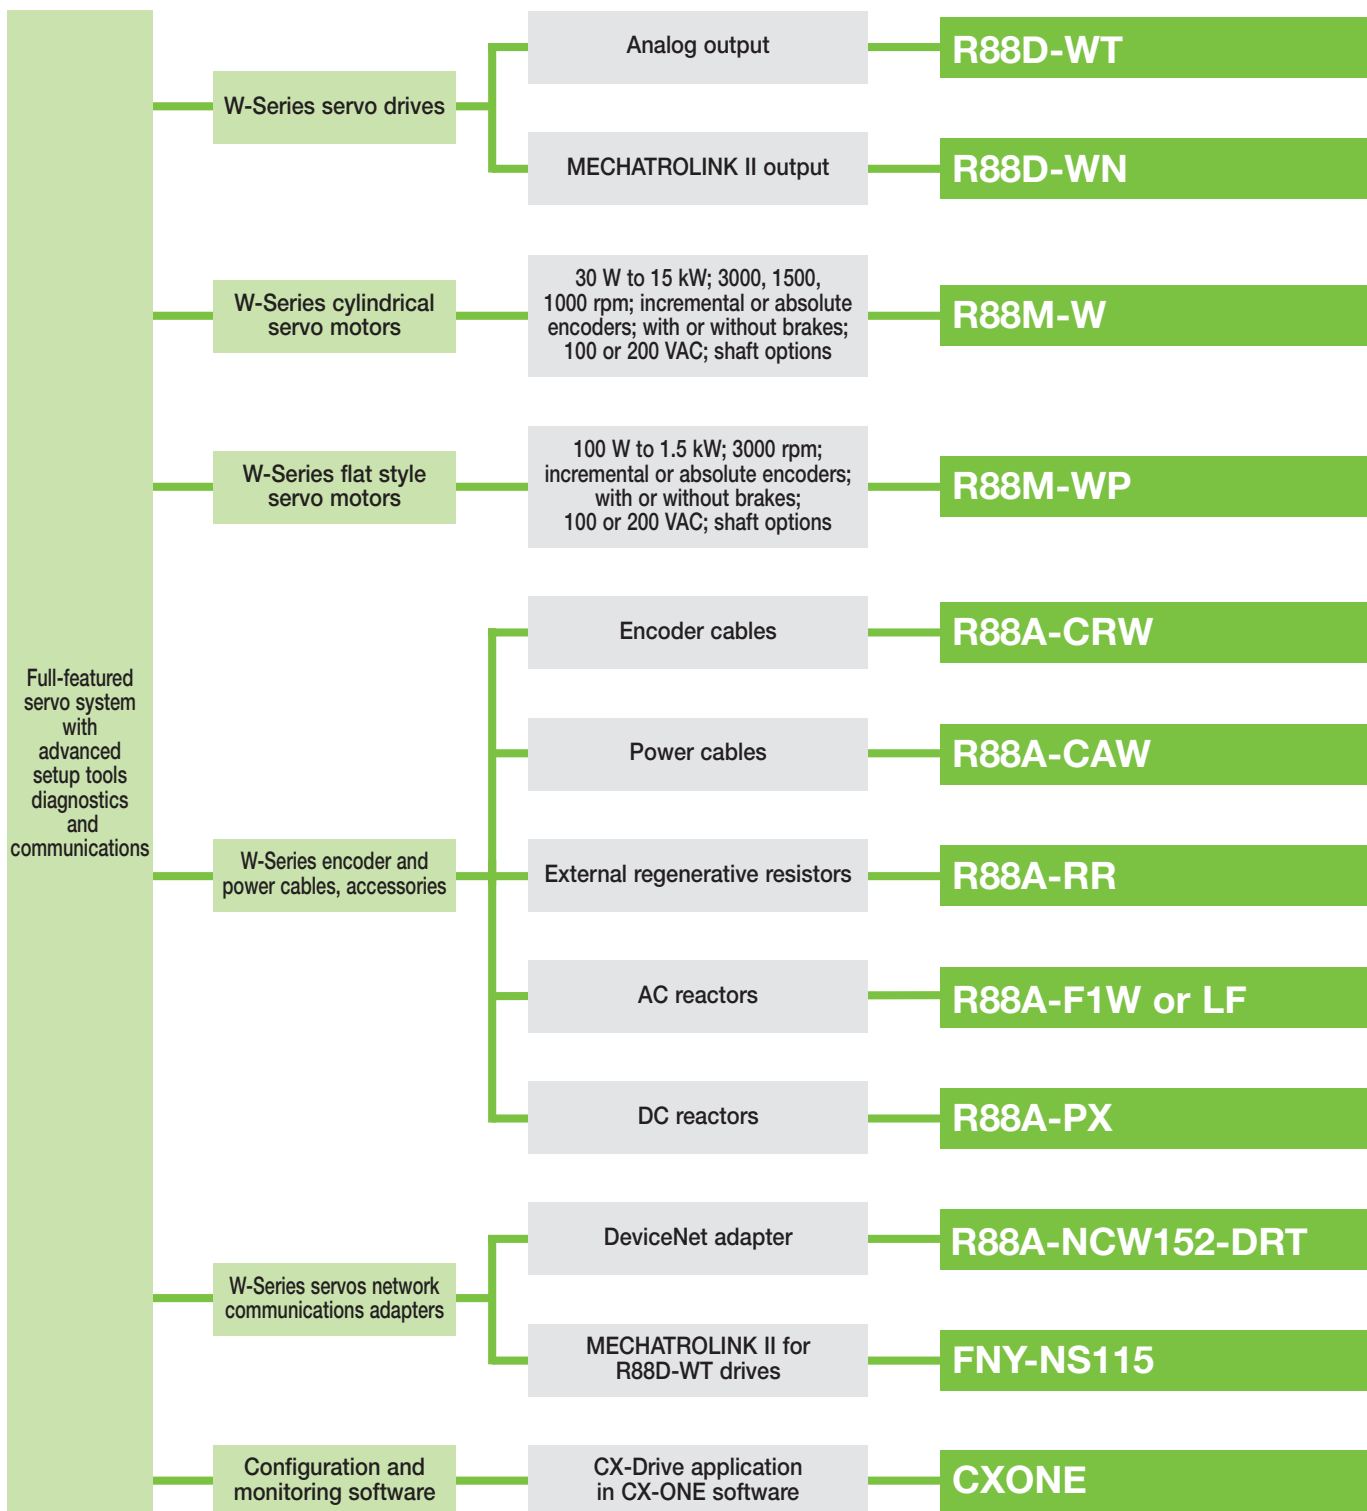 Full-featured
servo system
with
advanced
setup tools
diagnostics
and
communications
W-Series servo drives
Analog output
R88D-WT
MECHATROLINK II output
R88D-WN
W-Series cylindrical
servo motors
30 W to 15 kW; 3000, 1500,
1000 rpm; incremental or absolute
encoders; with or without brakes;
100 or 200 VAC; shaft options
R88M-W
W-Series flat style
servo motors
100 W to 1.5 kW; 3000 rpm;
incremental or absolute encoders;
with or without brakes;
100 or 200 VAC; shaft options
R88M-WP
W-Series encoder and
power cables, accessories
Encoder cables
R88A-CRW
Power cables
R88A-CAW
External regenerative resistors
R88A-RR
AC reactors
R88A-F1W or LF
DC reactors
R88A-PX
W-Series servos network
communications adapters
DeviceNet adapter
R88A-NCW152-DRT
MECHATROLINK II for
R88D-WT drives
FNY-NS115
Configuration and
monitoring software
CX-Drive application
in CX-ONE software
CXONE